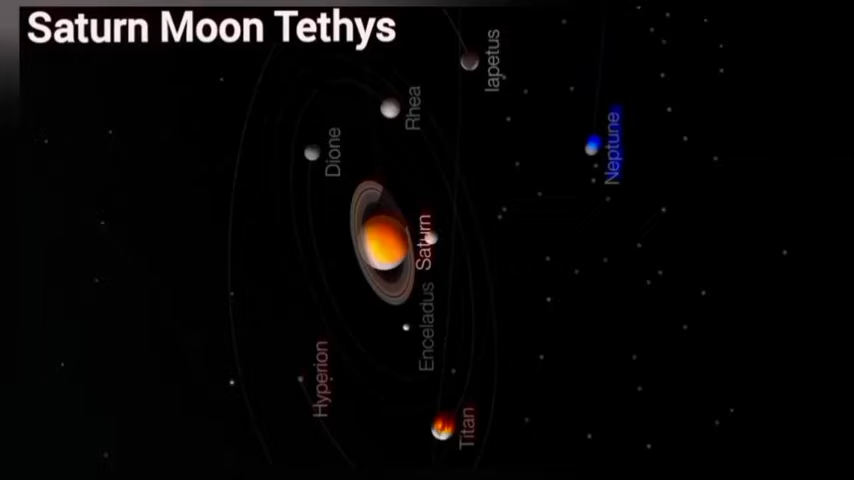 Saturn Moon Tethys
Iapetus
Rhea
Neptune
Dione
Saturn
Enceladus
Hyperion
Titan